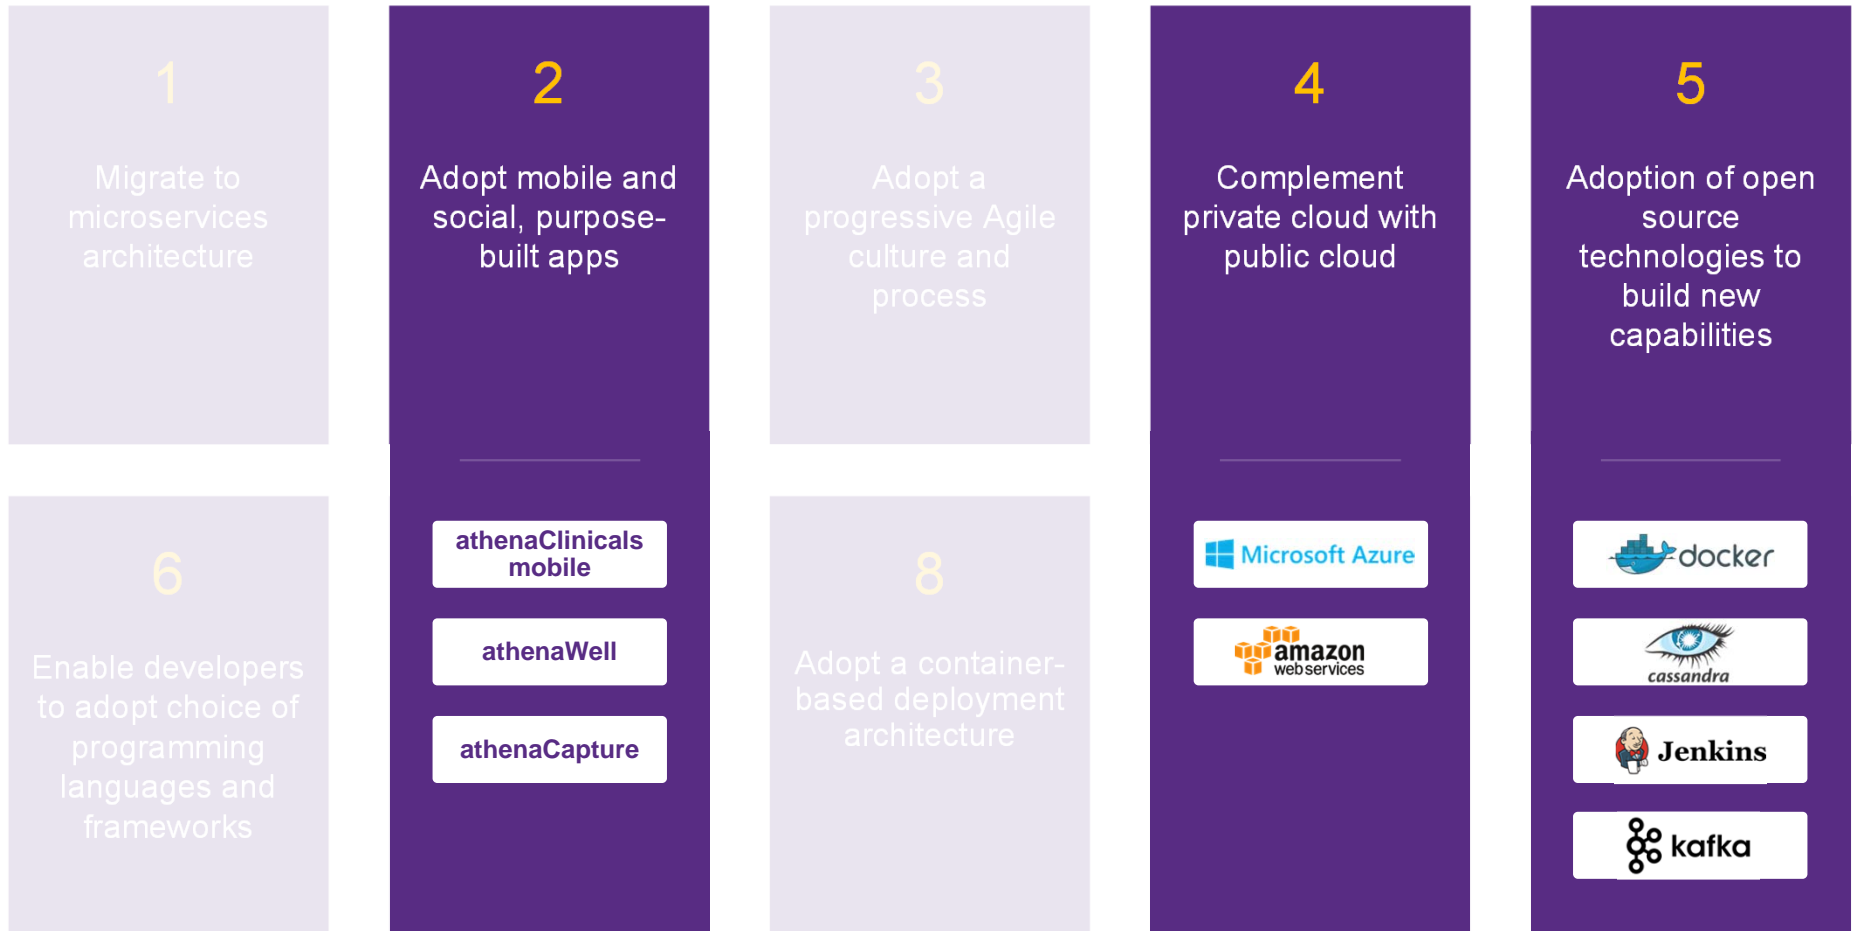 1
Migrate to
microservices
architecture
2
Adopt mobile and
social, purpose-
built apps
3
Adopt a
progressive Agile
culture and
process
4
Complement
private cloud with
public cloud
5
Adoption of open
source
technologies to
build new
capabilities
6
Enable developers
to adopt choice of
programming
languages and
frameworks
athenaClinicals
mobile
athenaWell
athenaCapture
8
Adopt a container-
based deployment
architecture
Microsoft Azure
amazon
webservices
docker
cassandra
Jenkins
kafka